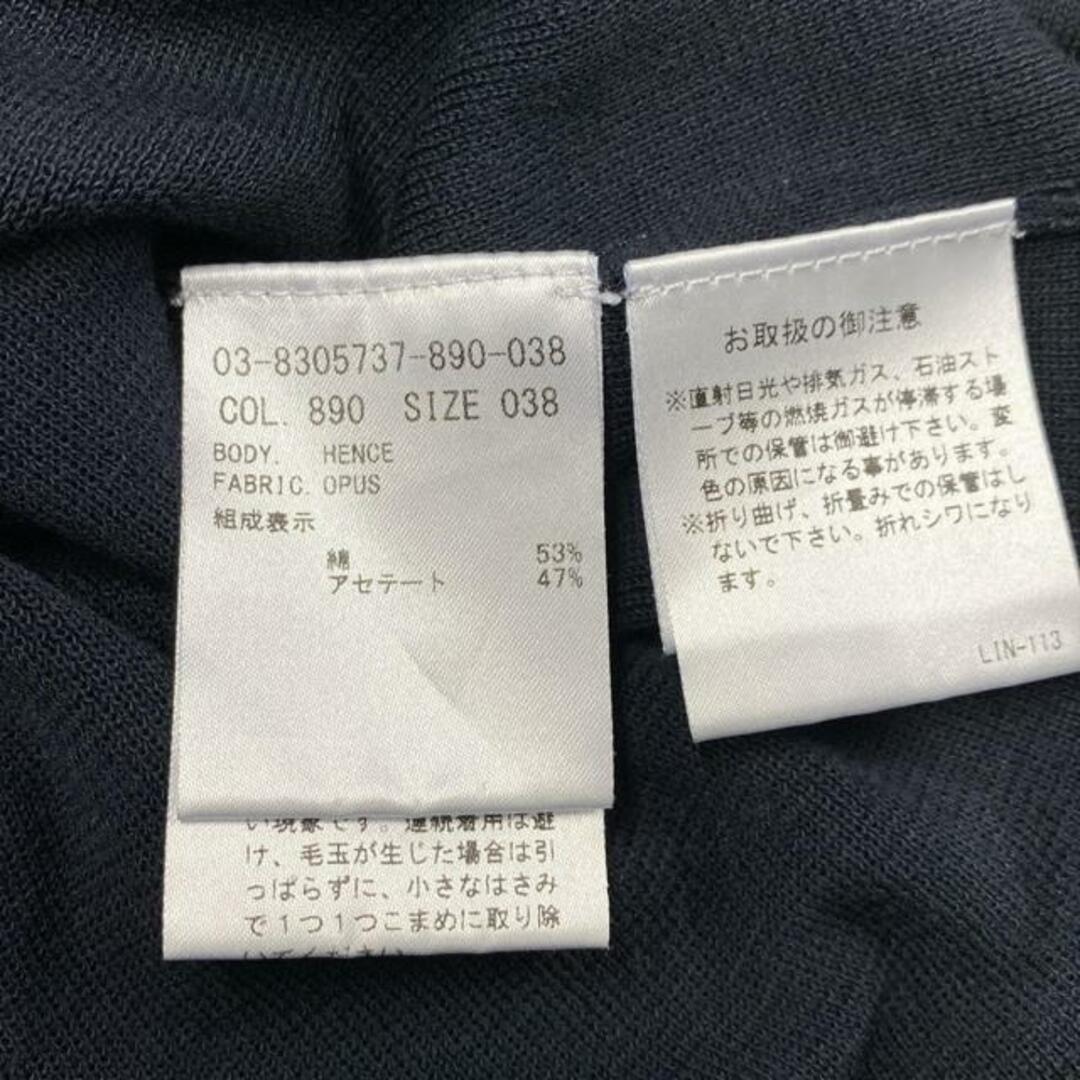 03-8305737-890-038
COL. 890 SIZE 038
BODY. HENCE
FABRIC. OPUS
組成表示
綿 53%
アセテート 47%
い現象です。連続着用は避
け、毛玉が生じた場合は引
っぱらずに、小さなはさみ
で1つ1つこまめに取り除
いてください
お取扱の御注意
※直射日光や排気ガス、石油スト
ーブ等の燃焼ガスが停滞する場
所での保管は御避け下さい。変
色の原因になる事があります。
※折り曲げ、折畳みでの保管はし
ないで下さい。折れシワになり
ます。
LIN-113